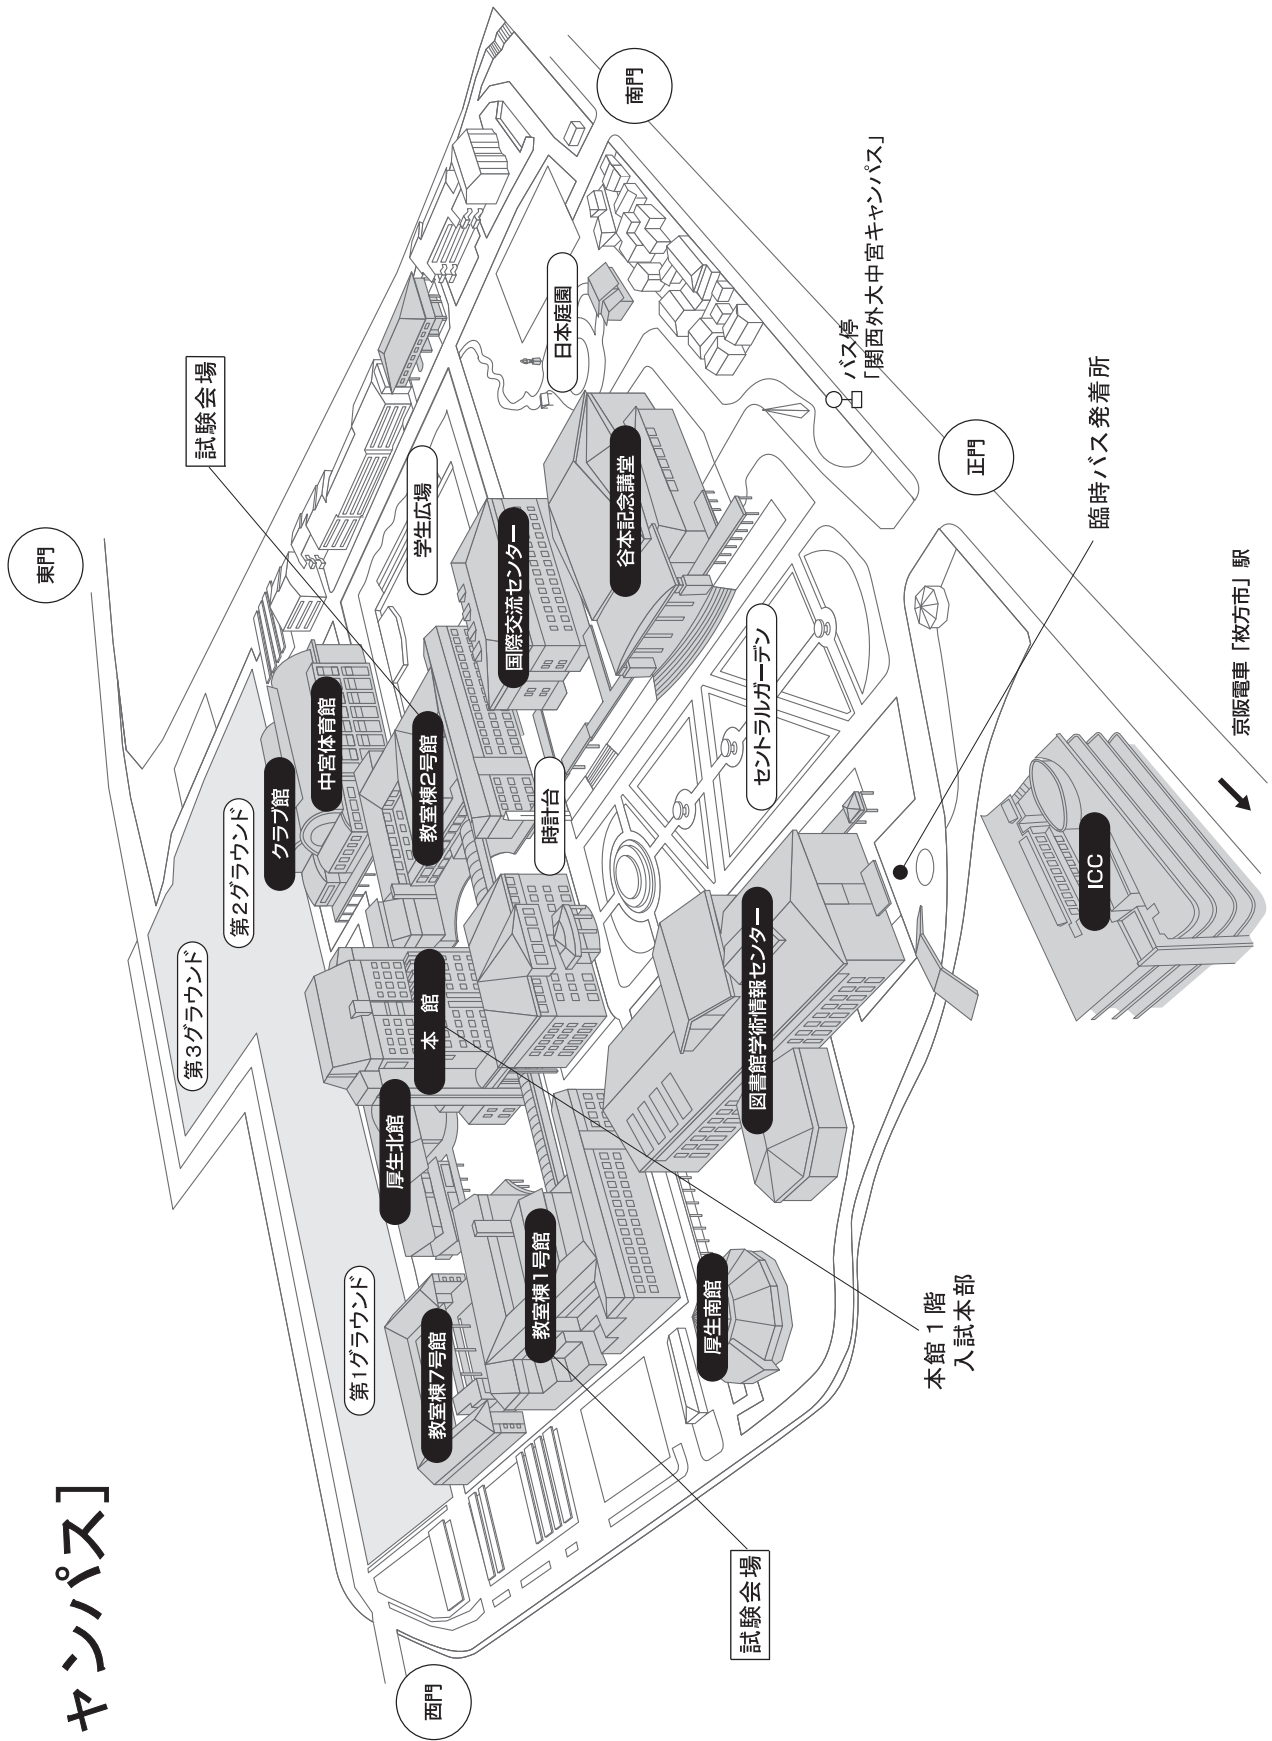 ャンパス]
西門
東門
南門
正門
試験会場
第3グラウンド
第2グラウンド
第1グラウンド
クラブ館
中宮体育館
教室棟2号館
学生広場
国際交流センター
日本庭園
谷本記念講堂
時計台
セントラルガーデン
本 館
厚生北館
教室棟7号館
教室棟1号館
図書館学術情報センター
厚生南館
ICC
試験会場
本館1階
入試本部
臨時バス発着所
バス停
「関西外大中宮キャンパス」
京阪電車「枚方市」駅